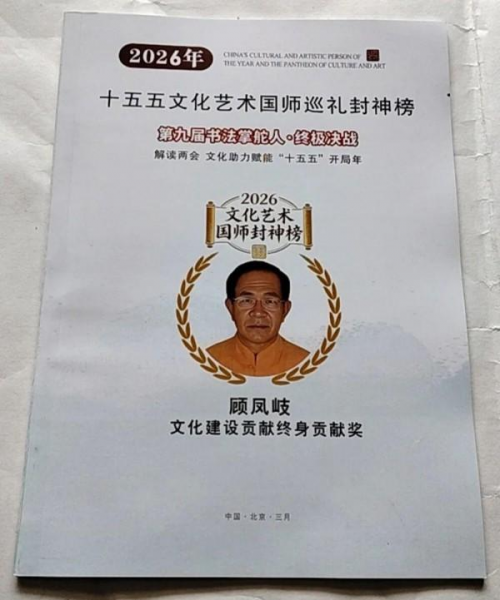 2026年
CHINA'S CULTURAL AND ARTISTIC PERSON OF
THE YEAR AND THE PANTHEON OF CULTURE AND ART
十五五文化艺术国师巡礼封神榜
第九届书法掌舵人·终极决战
解读两会 文化助力赋能“十五五”开局年
2026
文化艺术
国师封神榜
顾凤岐
文化建设贡献终身贡献奖
中国·北京·三月